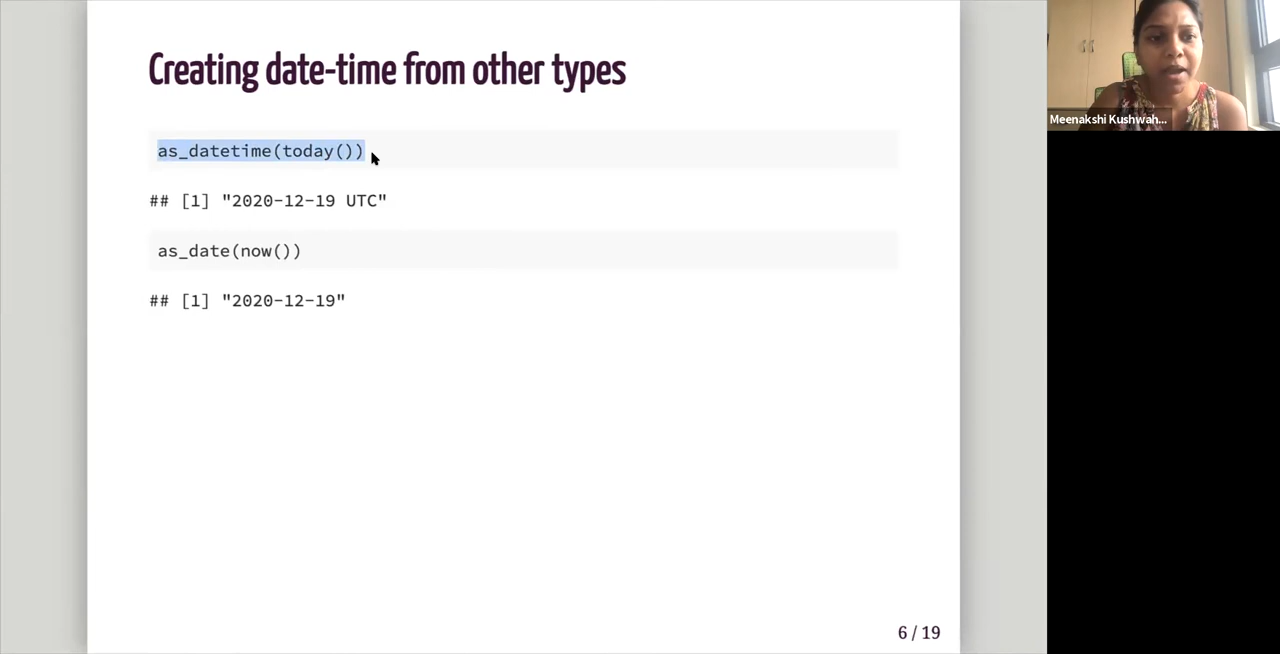 Creating date-time from other types
as_datetime(today())
## [1] "2020-12-19 UTC"
as_date(now())
## [1] "2020-12-19"
6 / 19
Meenakshi Kushwah...